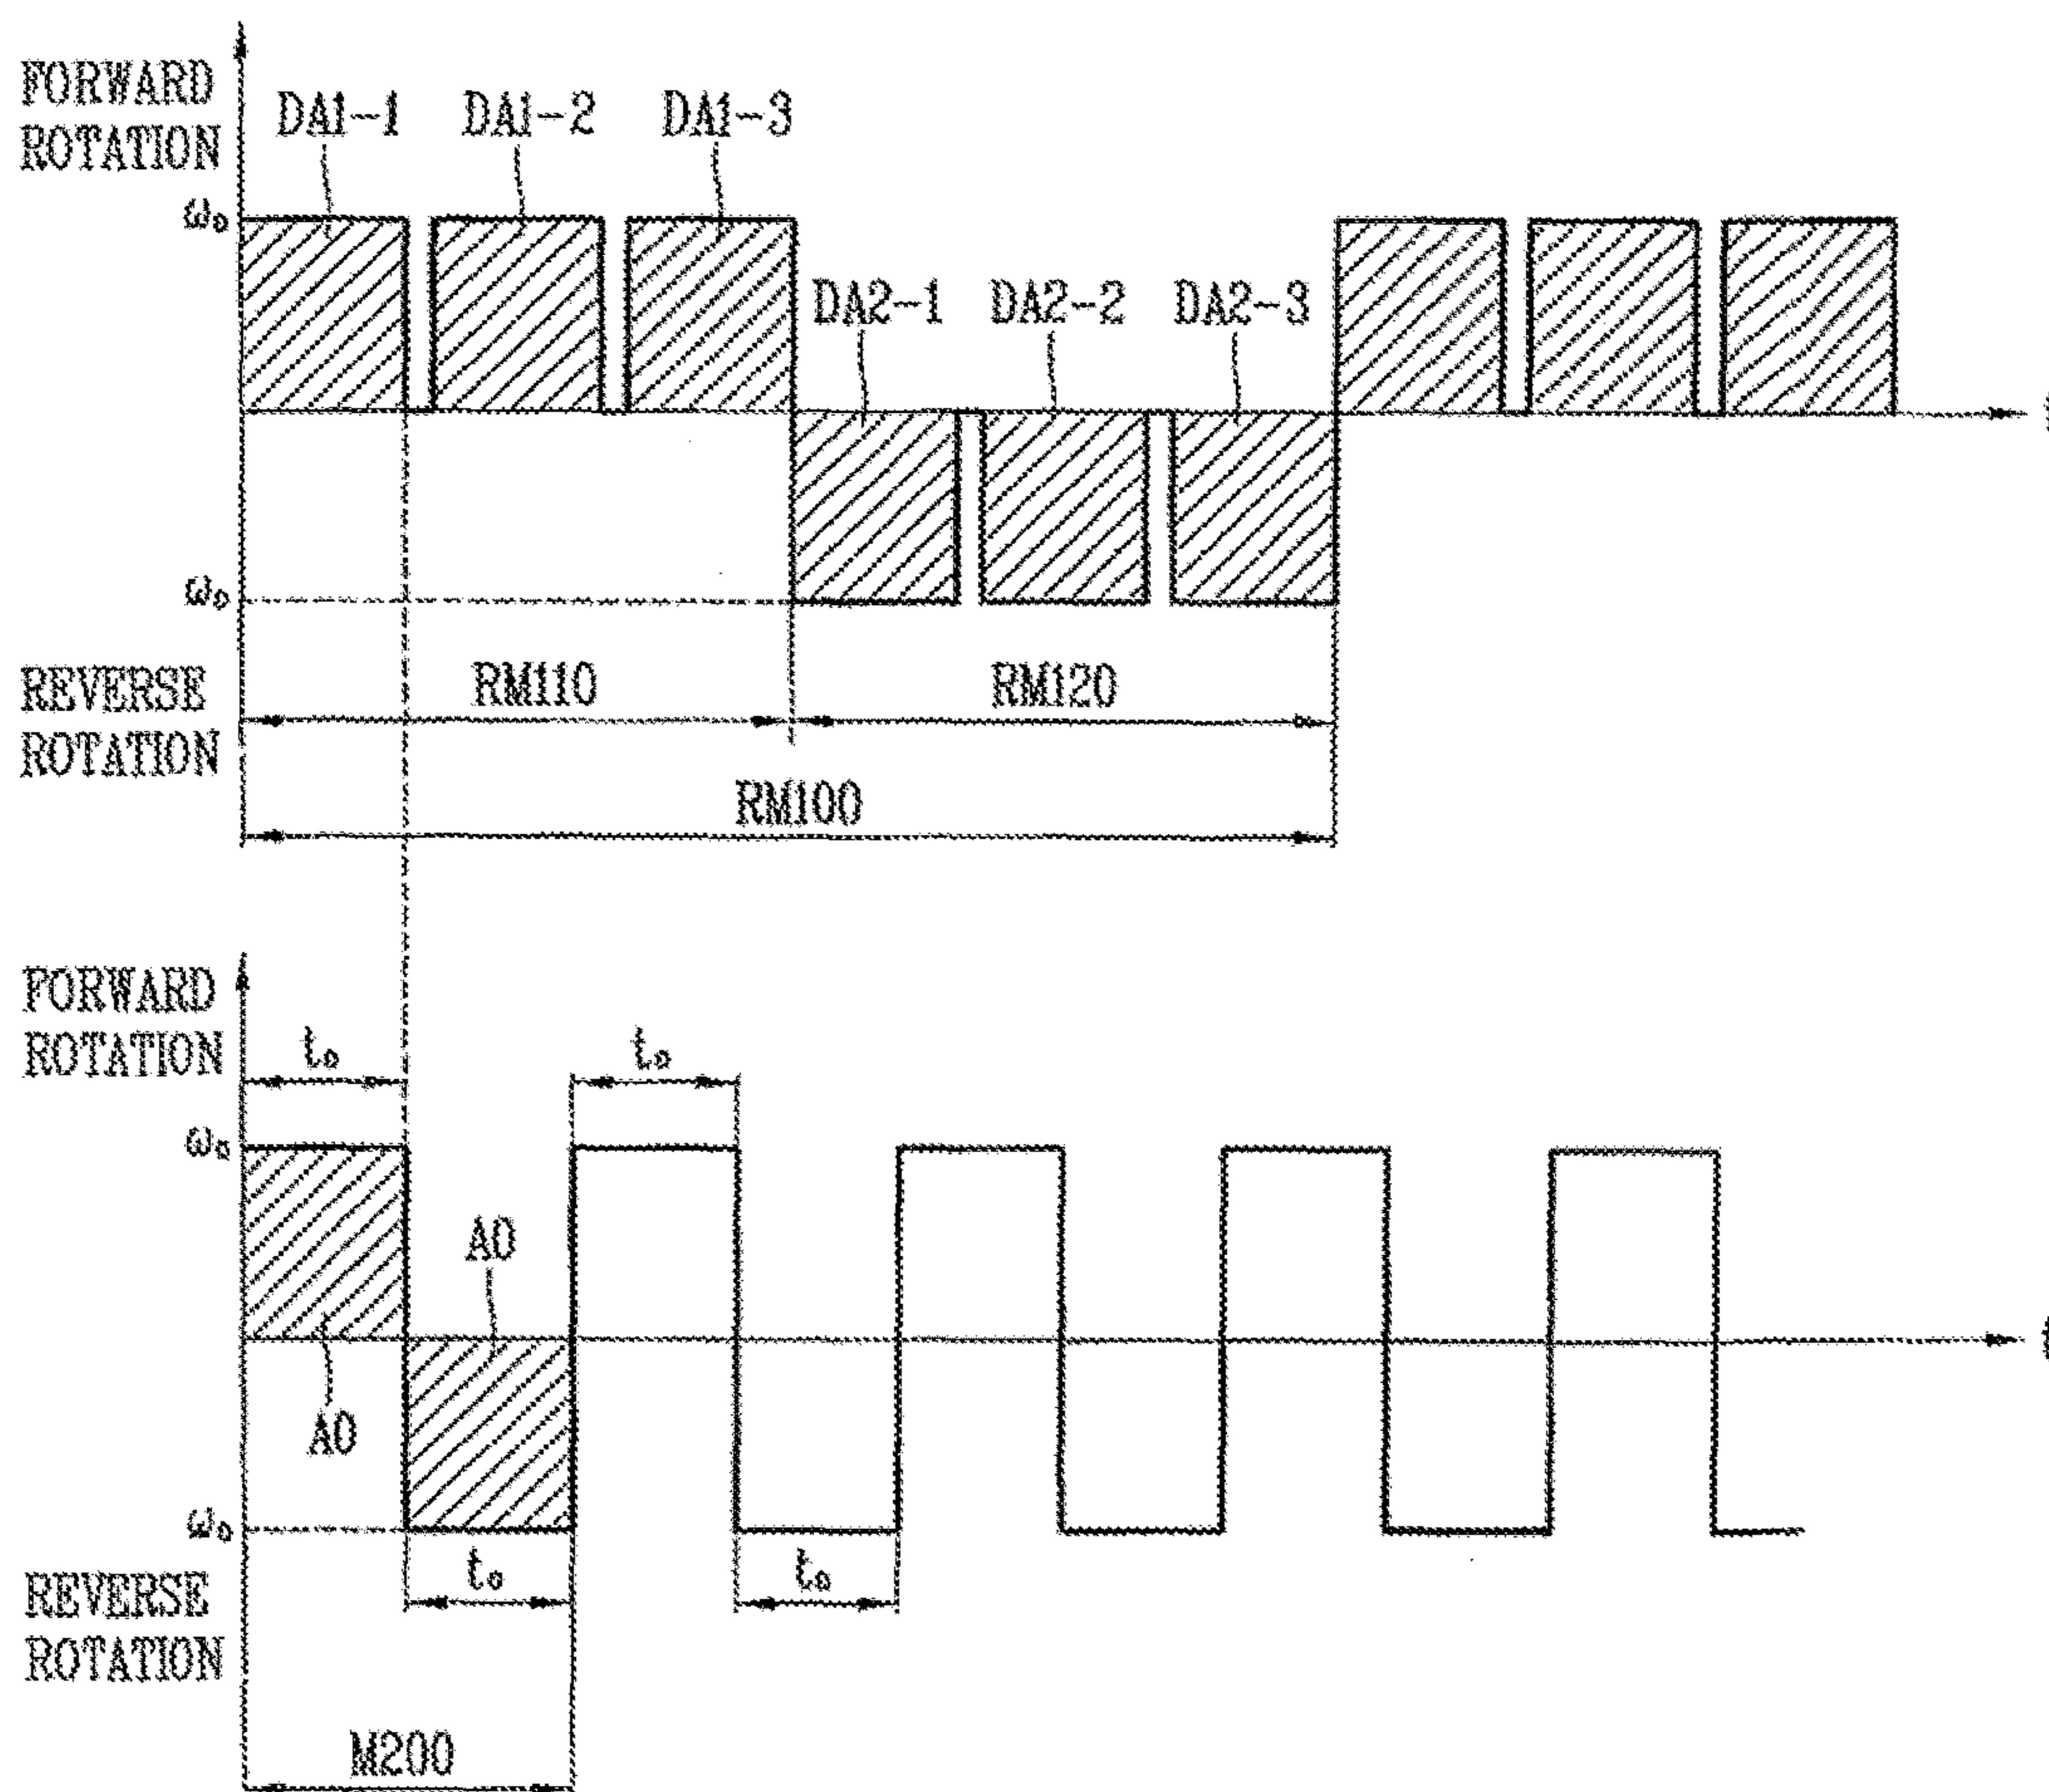 FORWARD
ROTATION
DA1-1
DA1-2
DA1-3
ω₀
DA2-1
DA2-2
DA2-3
t
ω₀
REVERSE
ROTATION
RM110
RM120
RM100
FORWARD
ROTATION
t₀
t₀
ω₀
A0
t
A0
ω₀
t₀
t₀
REVERSE
ROTATION
M200